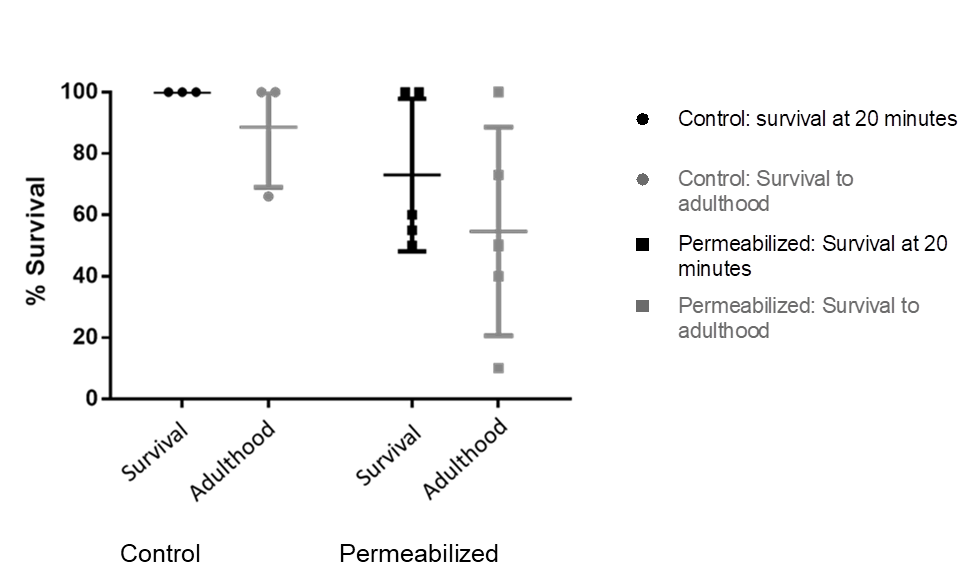 % Survival
100
80
60
40
20
0
Survival
Adulthood
Survival
Adulthood
Control
Permeabilized
Control: survival at 20 minutes
Control: Survival to
adulthood
Permeabilized: Survival at 20
minutes
Permeabilized: Survival to
adulthood